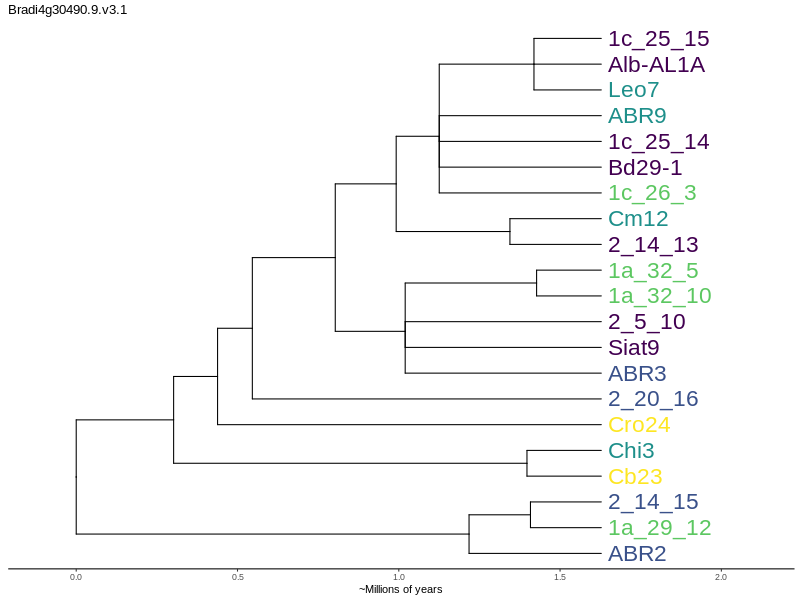 Bradi4g30490.9.v3.1
1c_25_15
Alb-AL1A
Leo7
ABR9
1c_25_14
Bd29-1
1c_26_3
Cm12
2_14_13
1a_32_5
1a_32_10
2_5_10
Siat9
ABR3
2_20_16
Cro24
Chi3
Cb23
2_14_15
1a_29_12
ABR2
0.0 0.5 1.0 1.5 2.0
~Millions of years